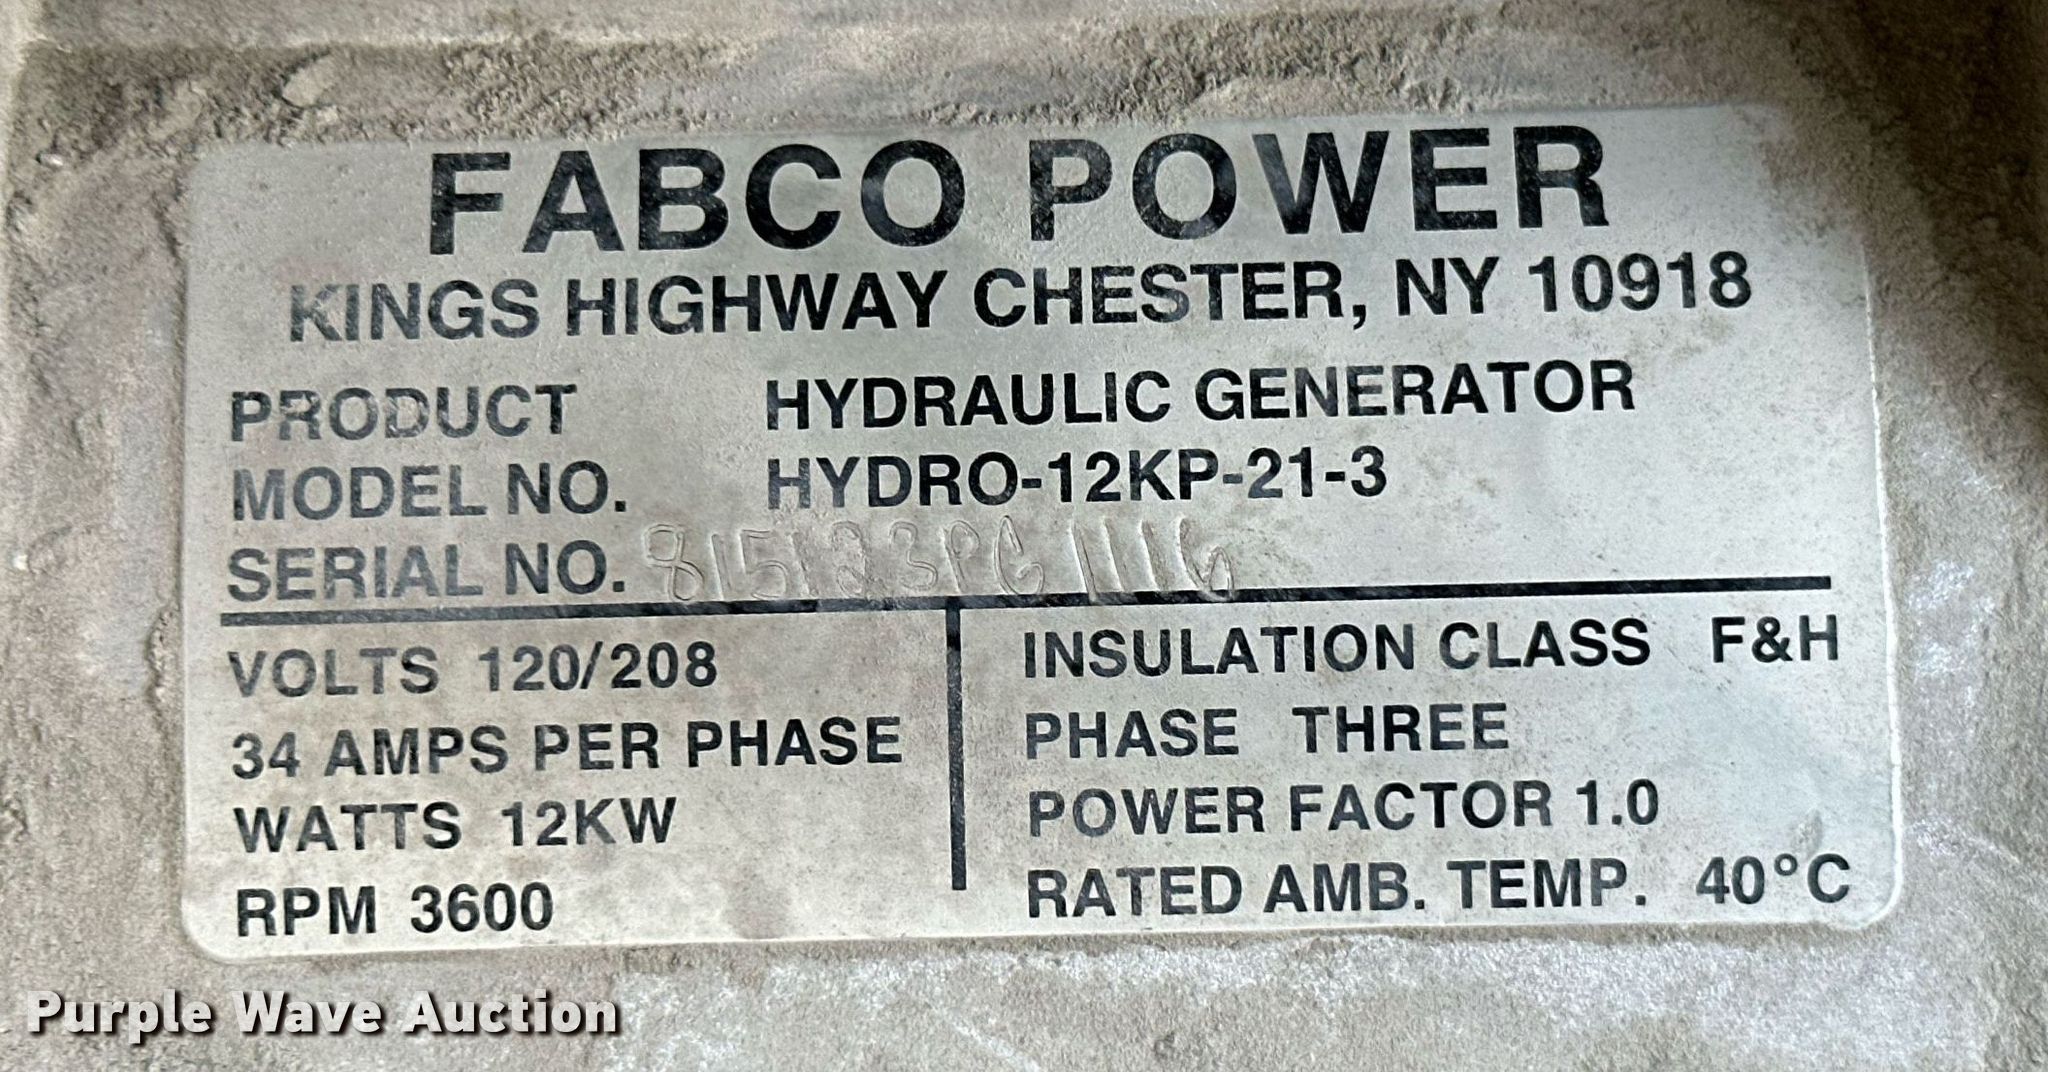 FABCO POWER
KINGS HIGHWAY CHESTER, NY 10918
PRODUCT HYDRAULIC GENERATOR
MODEL NO. HYDRO-12KP-21-3
SERIAL NO. 815123PG1116
VOLTS 120/208
34 AMPS PER PHASE
WATTS 12KW
RPM 3600
INSULATION CLASS F&H
PHASE THREE
POWER FACTOR 1.0
RATED AMB. TEMP. 40°C
Purple Wave Auction